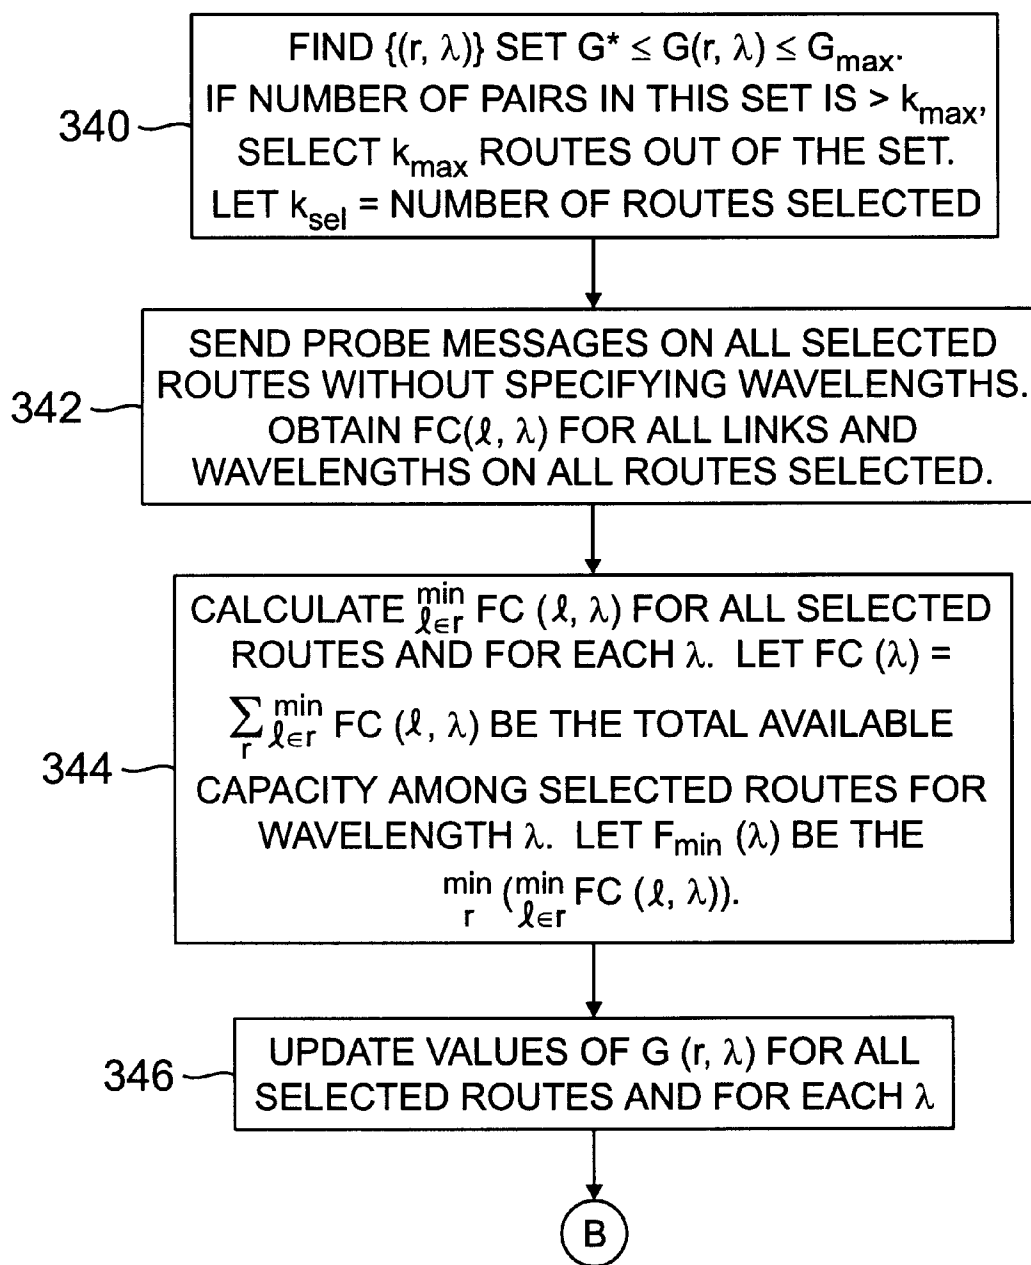 FIND {(r, λ)} SET G* ≤ G(r, λ) ≤ Gmax.
IF NUMBER OF PAIRS IN THIS SET IS > kmax,
340
SELECT kmax ROUTES OUT OF THE SET.
LET ksel = NUMBER OF ROUTES SELECTED
SEND PROBE MESSAGES ON ALL SELECTED
ROUTES WITHOUT SPECIFYING WAVELENGTHS.
342
OBTAIN FC(ℓ, λ) FOR ALL LINKS AND
WAVELENGTHS ON ALL ROUTES SELECTED.
CALCULATE min ℓ∈r FC (ℓ, λ) FOR ALL SELECTED
ROUTES AND FOR EACH λ. LET FC (λ) =
∑ r min ℓ∈r FC (ℓ, λ) BE THE TOTAL AVAILABLE
344
CAPACITY AMONG SELECTED ROUTES FOR
WAVELENGTH λ. LET Fmin (λ) BE THE
min r (min ℓ∈r FC (ℓ, λ)).
346
UPDATE VALUES OF G (r, λ) FOR ALL
SELECTED ROUTES AND FOR EACH λ
B